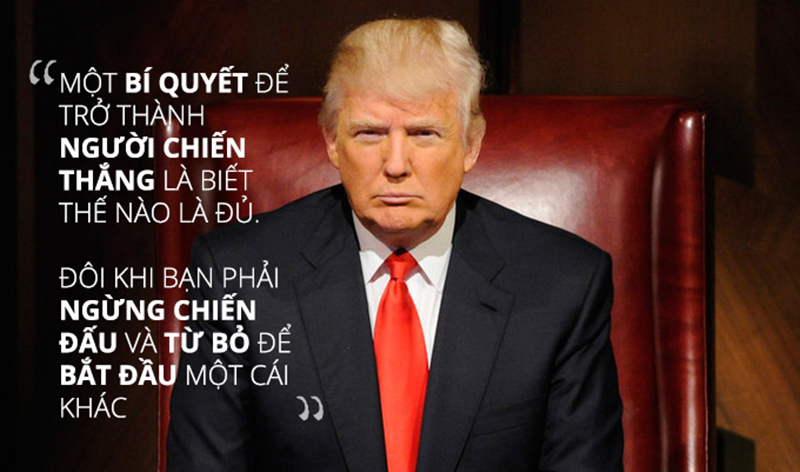 “ MỘT BÍ QUYẾT ĐỂ
TRỞ THÀNH
NGƯỜI CHIẾN
THẮNG LÀ BIẾT
THẾ NÀO LÀ ĐỦ.
ĐÔI KHI BẠN PHẢI
NGỪNG CHIẾN
ĐẤU VÀ TỪ BỎ ĐỂ
BẮT ĐẦU MỘT CÁI
KHÁC ”